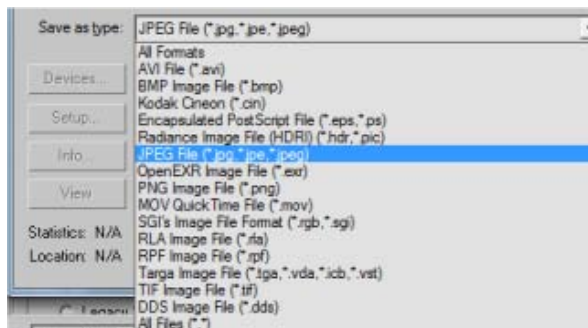 Save as type: JPEG File (*.jpg,*.jpe,*.jpeg)
All Formats
AVI File (*.avi)
Devices...
BMP Image File (*.bmp)
Kodak Cineon (*.cin)
Setup...
Encapsulated PostScript File (*.eps,*.ps)
Radiance Image File (HDRI) (*.hdr,*.pic)
Info...
JPEG File (*.jpg,*.jpe,*.jpeg)
OpenEXR Image File (*.exr)
View
PNG Image File (*.png)
MOV QuickTime File (*.mov)
Statistics: N/A
SGI's Image File Format (*.rgb,*.sgi)
RLA Image File (*.rla)
Location: N/A
RPF Image File (*.rpf)
Targa Image File (*.tga,*.vda,*.icb,*.vst)
TIF Image File (*.tif)
DDS Image File (*.dds)
All Files (*.*)